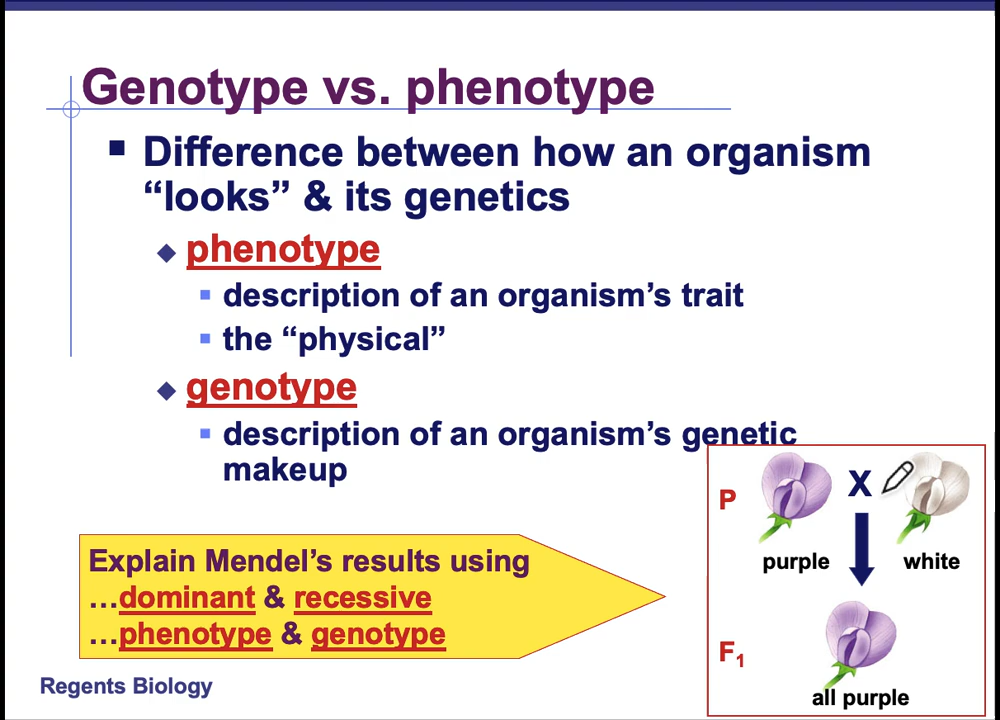 Genotype vs. phenotype
Difference between how an organism
“looks” & its genetics
phenotype
description of an organism’s trait
the “physical”
genotype
description of an organism’s genetic
makeup
Explain Mendel’s results using
…dominant & recessive
…phenotype & genotype
P
X
purple
white
F1
all purple
Regents Biology